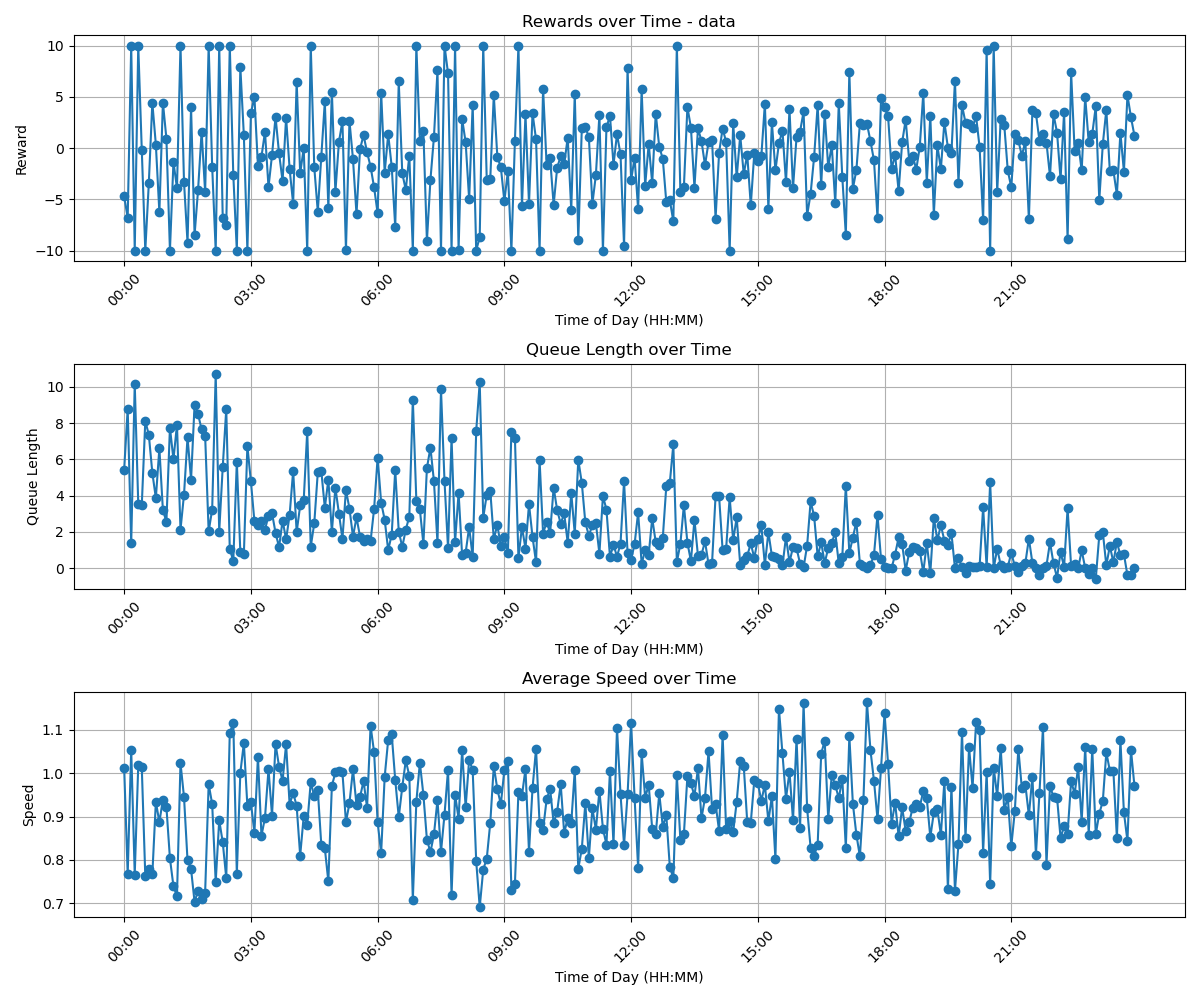 Rewards over Time - data
10
5
0
−5
−10
Reward
00:00 03:00 06:00 09:00 12:00 15:00 18:00 21:00
Time of Day (HH:MM)
Queue Length over Time
10
8
6
4
2
0
Queue Length
00:00 03:00 06:00 09:00 12:00 15:00 18:00 21:00
Time of Day (HH:MM)
Average Speed over Time
1.1
1.0
0.9
0.8
0.7
Speed
00:00 03:00 06:00 09:00 12:00 15:00 18:00 21:00
Time of Day (HH:MM)